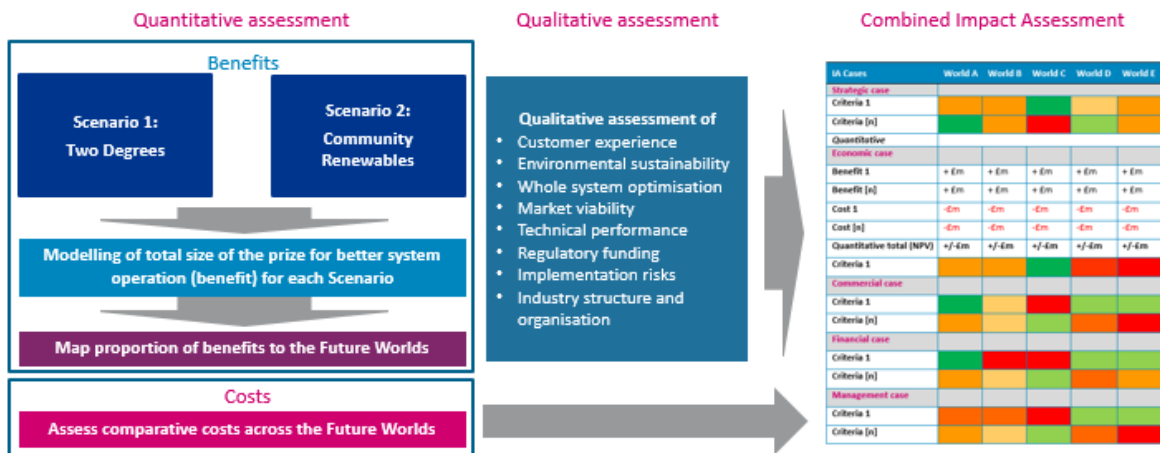 Quantitative assessment
Qualitative assessment
Combined Impact Assessment
Benefits
Scenario 1:
Two Degrees
Scenario 2:
Community
Renewables
Modelling of total size of the prize for better system
operation (benefit) for each Scenario
Map proportion of benefits to the Future Worlds
Costs
Assess comparative costs across the Future Worlds
Qualitative assessment of
• Customer experience
• Environmental sustainability
• Whole system optimisation
• Market viability
• Technical performance
• Regulatory funding
• Implementation risks
• Industry structure and
organisation
IA Cases World A World B World C World D World E
Strategic case
Criteria 1
Criteria [n]
Quantitative
Economic case
Benefit 1 + £m + £m + £m + £m + £m
Benefit [n] + £m + £m + £m + £m + £m
Cost 1 -£m -£m -£m -£m -£m
Cost [n] -£m -£m -£m -£m -£m
Quantitative total (NPV) +/-£m +/-£m +/-£m +/-£m +/-£m
Criteria 1
Commercial case
Criteria 1
Criteria [n]
Financial case
Criteria 1
Criteria [n]
Management case
Criteria 1
Criteria [n]